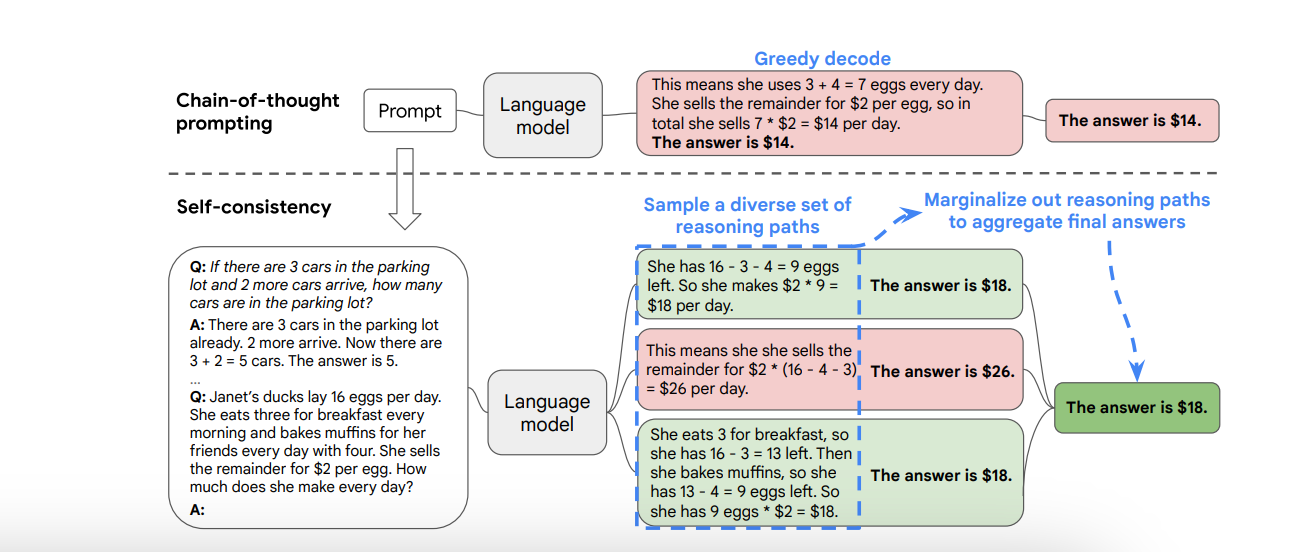 Greedy decode
Chain-of-thought
prompting
Prompt
Language
model
This means she uses 3 + 4 = 7 eggs every day.
She sells the remainder for $2 per egg, so in
total she sells 7 * $2 = $14 per day.
The answer is $14.
The answer is $14.
Self-consistency
Sample a diverse set of
reasoning paths
Marginalize out reasoning paths
to aggregate final answers
Q: If there are 3 cars in the parking
lot and 2 more cars arrive, how many
cars are in the parking lot?
A: There are 3 cars in the parking lot
already. 2 more arrive. Now there are
3 + 2 = 5 cars. The answer is 5.
...
Q: Janet's ducks lay 16 eggs per day.
She eats three for breakfast every
morning and bakes muffins for her
friends every day with four. She sells
the remainder for $2 per egg. How
much does she make every day?
A:
Language
model
She has 16 - 3 - 4 = 9 eggs
left. So she makes $2 * 9 =
$18 per day.
The answer is $18.
This means she she sells the
remainder for $2 * (16 - 4 - 3)
= $26 per day.
The answer is $26.
She eats 3 for breakfast, so
she has 16 - 3 = 13 left. Then
she bakes muffins, so she
has 13 - 4 = 9 eggs left. So
she has 9 eggs * $2 = $18.
The answer is $18.
The answer is $18.